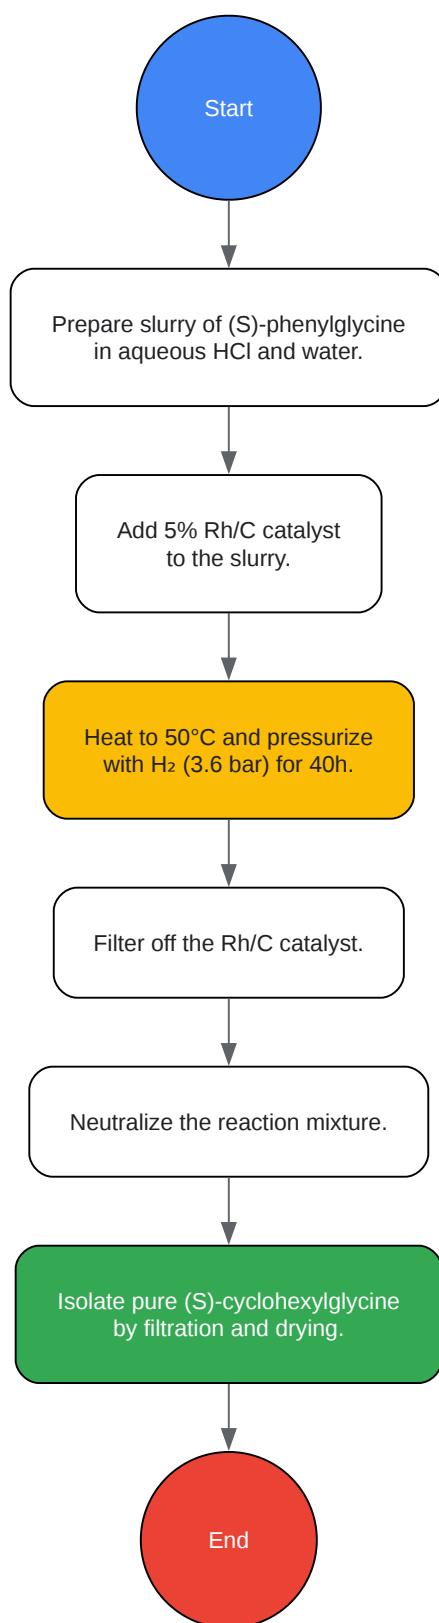 Start
Prepare slurry of (S)-phenylglycine
in aqueous HCl and water.
Add 5% Rh/C catalyst
to the slurry.
Heat to 50°C and pressurize
with H₂ (3.6 bar) for 40h.
Filter off the Rh/C catalyst.
Neutralize the reaction mixture.
Isolate pure (S)-cyclohexylglycine
by filtration and drying.
End